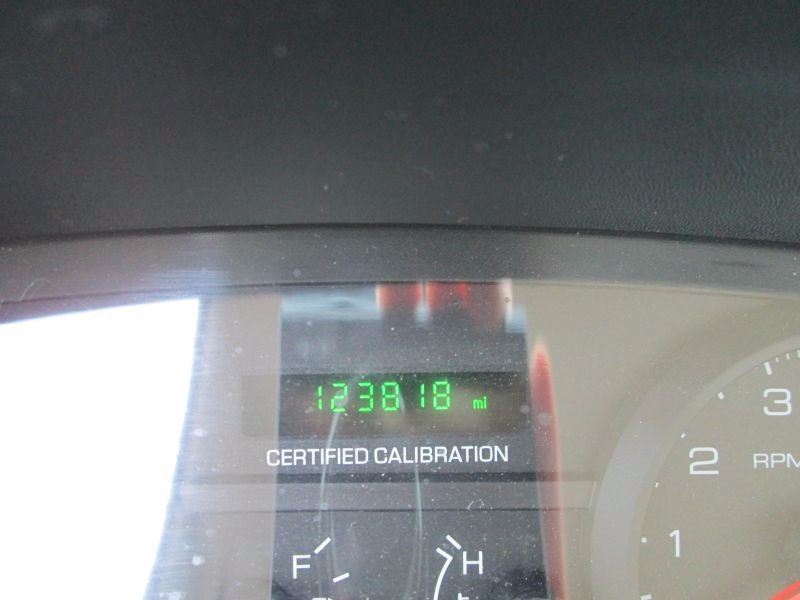 123818 mi
CERTIFIED CALIBRATION
3
2
RPM
1
F
H